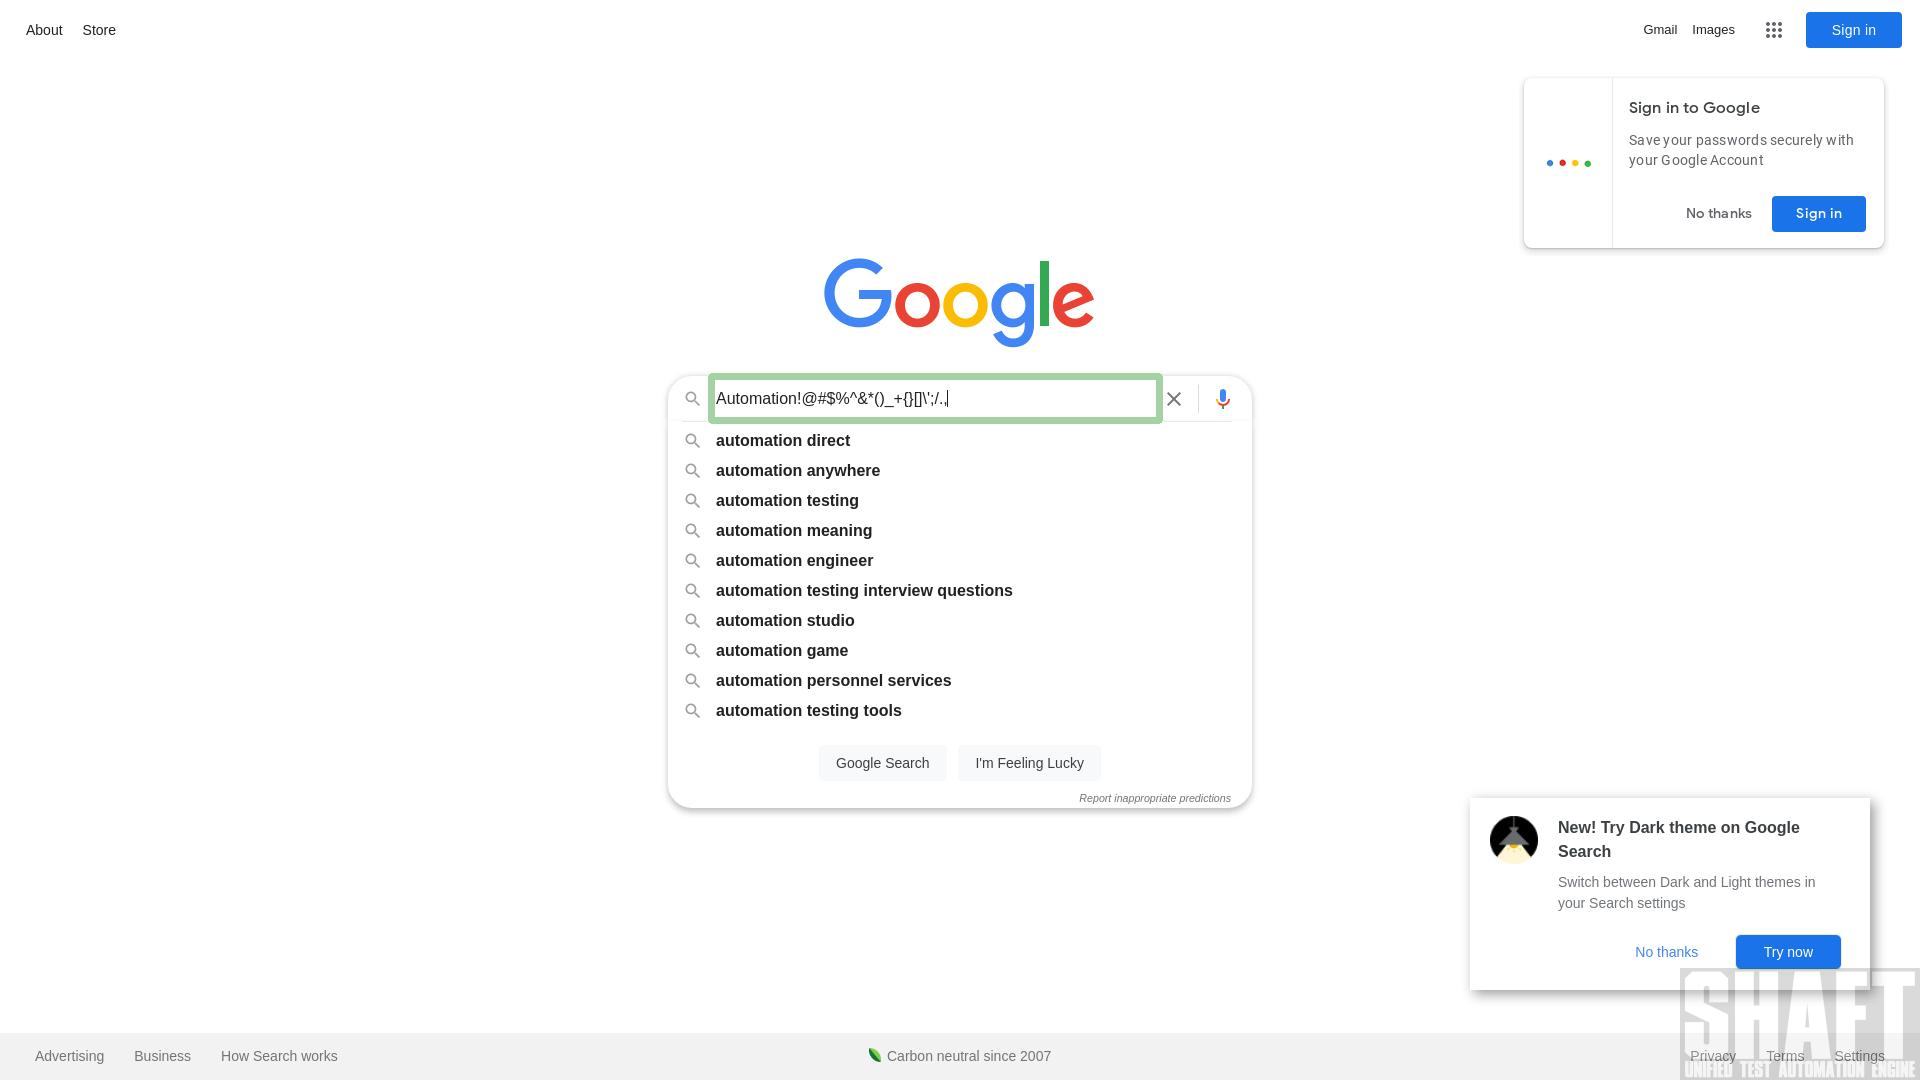 About Store
Gmail Images
Sign in
Sign in to Google
Save your passwords securely with
your Google Account
No thanks
Sign in
Google
Automation!@#$%^&*()_+{}[]\';/.,
automation direct
automation anywhere
automation testing
automation meaning
automation engineer
automation testing interview questions
automation studio
automation game
automation personnel services
automation testing tools
Google Search
I'm Feeling Lucky
Report inappropriate predictions
New! Try Dark theme on Google
Search
Switch between Dark and Light themes in
your Search settings
No thanks
Try now
Advertising Business How Search works
Carbon neutral since 2007
Privacy Terms Settings
SHAFT
UNIFIED TEST AUTOMATION ENGINE